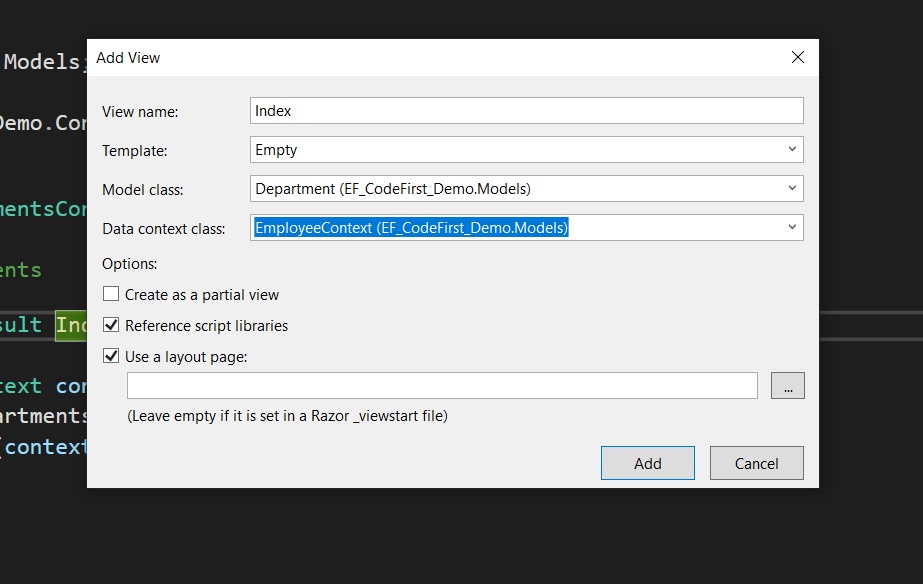 Add View
Models;
View name: Index
Demo.Con
Template: Empty
Model class: Department (EF_CodeFirst_Demo.Models)
mentsCon
Data context class: EmployeeContext (EF_CodeFirst_Demo.Models)
Options:
ents
Create as a partial view
sult Ind
Reference script libraries
Use a layout page:
text con
...
artments
(Leave empty if it is set in a Razor _viewstart file)
(context
Add Cancel